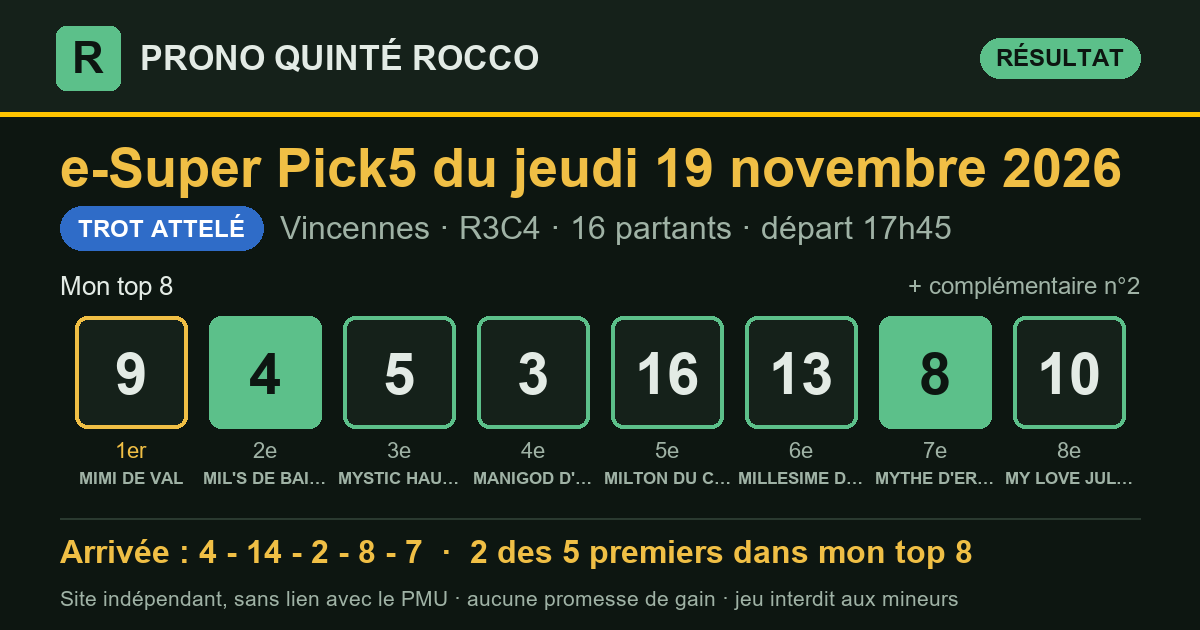 R PRONO QUINTÉ ROCCO RÉSULTAT
e-Super Pick5 du jeudi 19 novembre 2026
TROT ATTELÉ Vincennes · R3C4 · 16 partants · départ 17h45
Mon top 8 + complémentaire n°2
9 4 5 3 16 13 8 10
1er 2e 3e 4e 5e 6e 7e 8e
MIMI DE VAL MIL'S DE BAI... MYSTIC HAU... MANIGOD D'... MILTON DU C... MILLESIME D... MYTHE D'ER... MY LOVE JUL...
Arrivée : 4 - 14 - 2 - 8 - 7 · 2 des 5 premiers dans mon top 8
Site indépendant, sans lien avec le PMU · aucune promesse de gain · jeu interdit aux mineurs